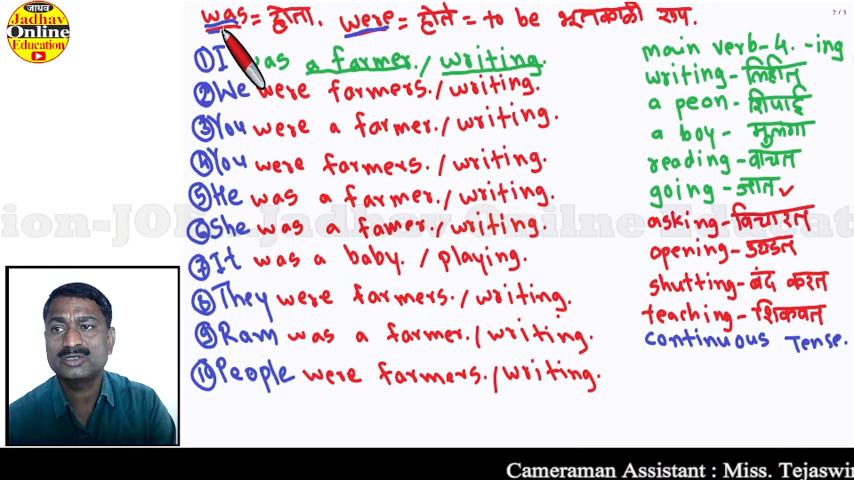 जाधव
Jadhav
Online
Education
2/3
was = होता. were = होते = to be भूतकाळी रुप.
① I was a farmer./writing.
② We were farmers./writing.
③ You were a farmer./writing.
④ You were farmers./writing.
⑤ He was a farmer./writing.
⑥ She was a famer./writing.
⑦ It was a baby./playing.
⑧ They were farmers./writing.
⑨ Ram was a farmer./writing.
⑩ People were farmers./writing.
main verb-4. -ing
writing-लिहीत
a peon-शिपाई
a boy-मुलगा
reading-वाचत
going-जात ✓
asking-विचारत
opening-उघडत
shutting-बंद करत
teaching-शिकवत
continuous Tense.
Cameraman Assistant : Miss. Tejaswin